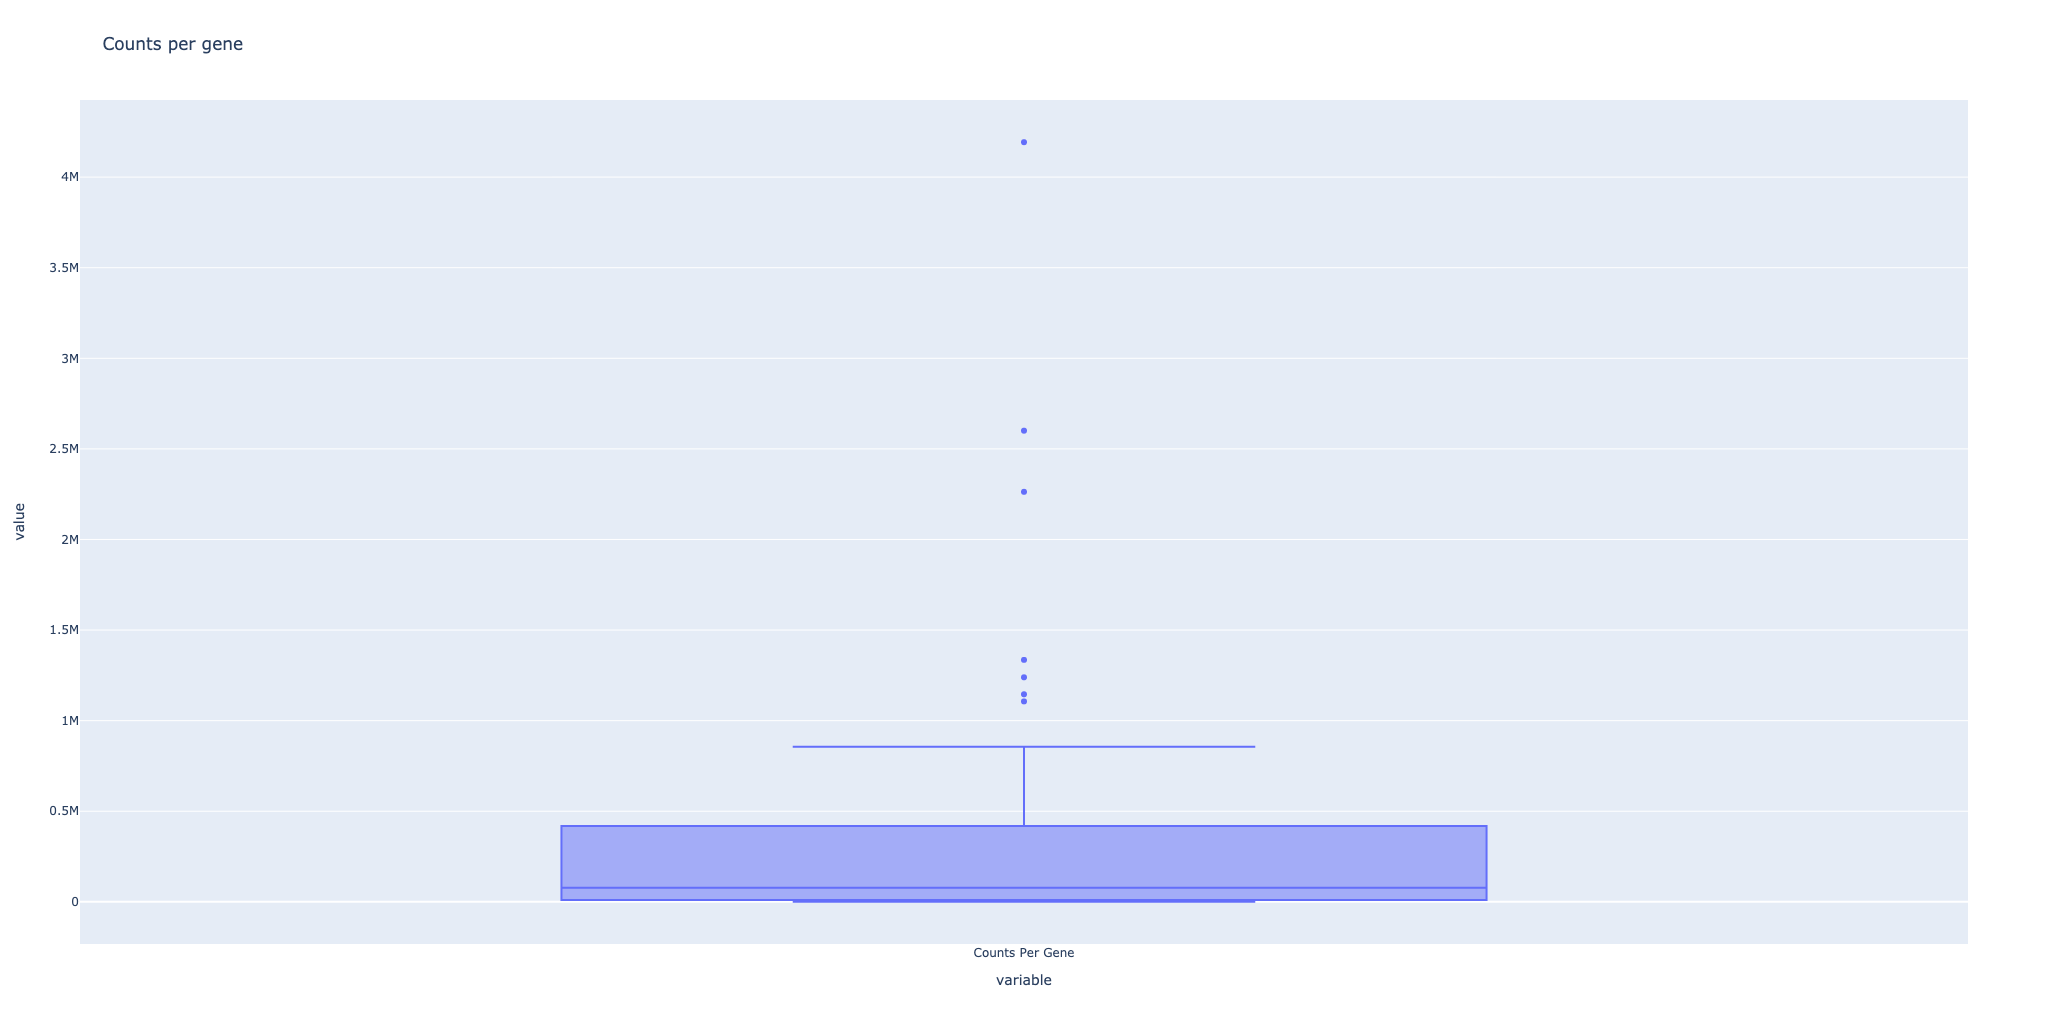 Counts per gene
4M
3.5M
3M
2.5M
2M
1.5M
1M
0.5M
0
value
Counts Per Gene
variable